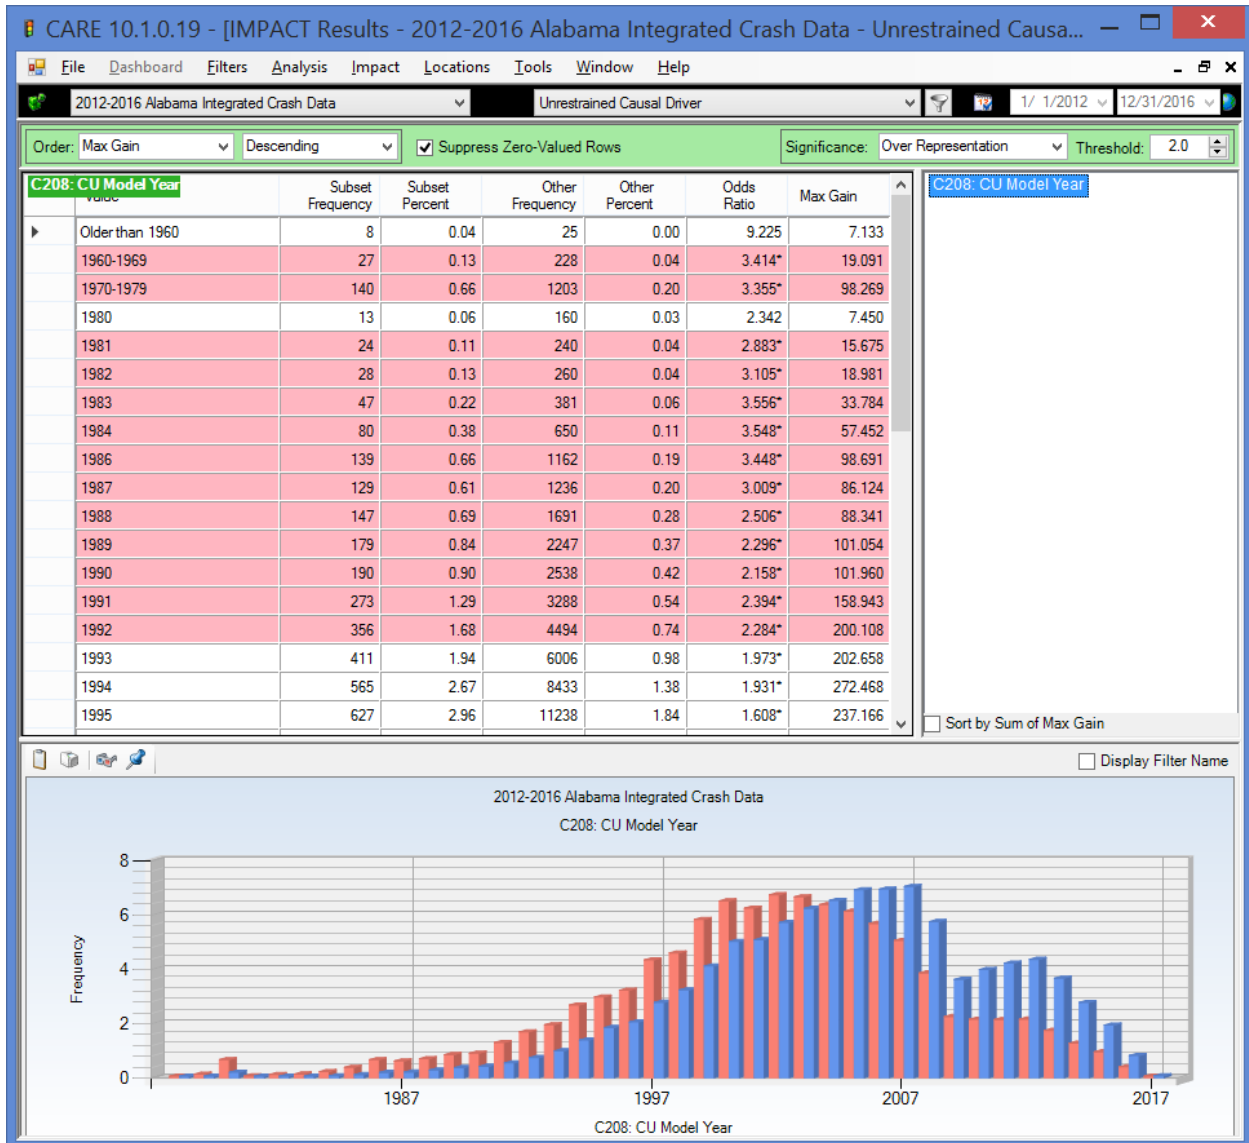 CARE 10.1.0.19 - [IMPACT Results - 2012-2016 Alabama Integrated Crash Data - Unrestrained Causa...
File Dashboard Filters Analysis Impact Locations Tools Window Help
2012-2016 Alabama Integrated Crash Data Unrestrained Causal Driver 1/ 1/2012 12/31/2016
Order: Max Gain Descending Suppress Zero-Valued Rows Significance: Over Representation Threshold: 2.0
C208: CU Model Year Subset Frequency Subset Percent Other Frequency Other Percent Odds Ratio Max Gain C208: CU Model Year
Older than 1960 8 0.04 25 0.00 9.225 7.133
1960-1969 27 0.13 228 0.04 3.414* 19.091
1970-1979 140 0.66 1203 0.20 3.355* 98.269
1980 13 0.06 160 0.03 2.342 7.450
1981 24 0.11 240 0.04 2.883* 15.675
1982 28 0.13 260 0.04 3.105* 18.981
1983 47 0.22 381 0.06 3.556* 33.784
1984 80 0.38 650 0.11 3.548* 57.452
1986 139 0.66 1162 0.19 3.448* 98.691
1987 129 0.61 1236 0.20 3.009* 86.124
1988 147 0.69 1691 0.28 2.506* 88.341
1989 179 0.84 2247 0.37 2.296* 101.054
1990 190 0.90 2538 0.42 2.158* 101.960
1991 273 1.29 3288 0.54 2.394* 158.943
1992 356 1.68 4494 0.74 2.284* 200.108
1993 411 1.94 6006 0.98 1.973* 202.658
1994 565 2.67 8433 1.38 1.931* 272.468
1995 627 2.96 11238 1.84 1.608* 237.166
Sort by Sum of Max Gain
Display Filter Name
2012-2016 Alabama Integrated Crash Data
C208: CU Model Year
8
6
4
2
0
Frequency
1987 1997 2007 2017
C208: CU Model Year